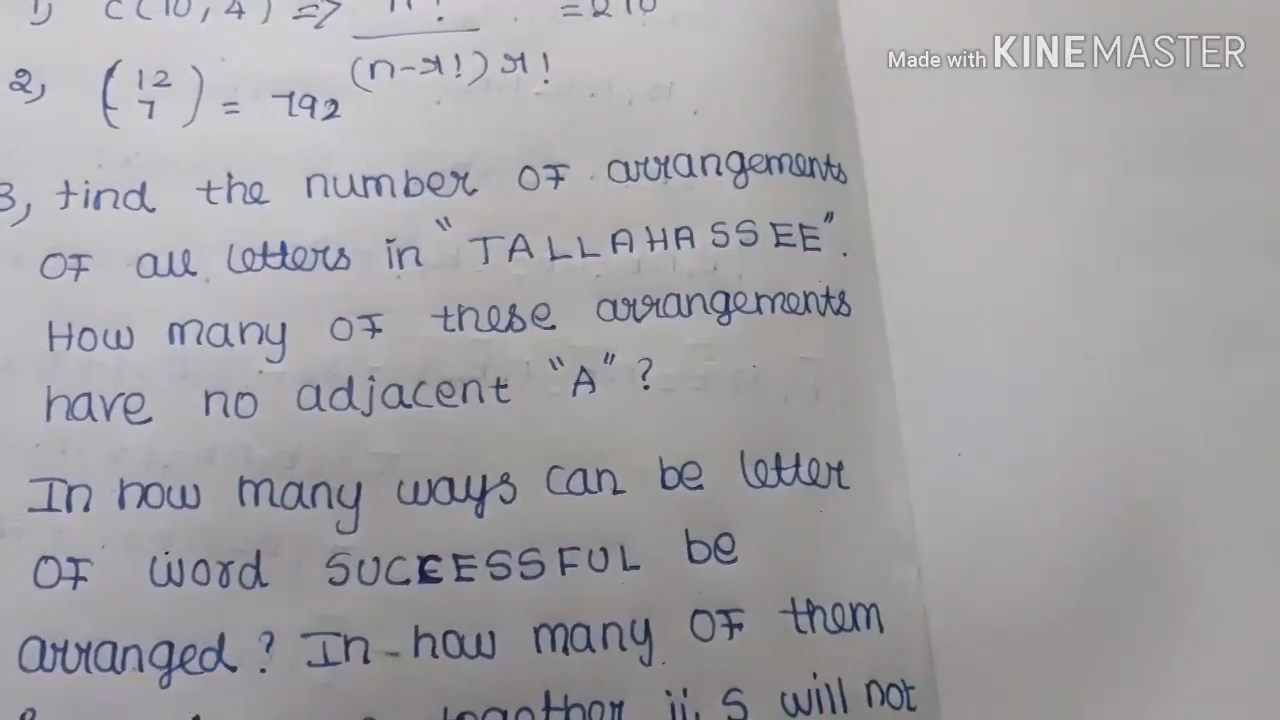 1) C(10,4) => n! = 210
(n-r!) r!
Made with KINEMASTER
2, (12 7) = 792
3, find the number OF arrangements
OF all letters in "TALLAHASSEE".
How many OF these arrangements
have no adjacent "A" ?
In how many ways can be letter
OF word SUCCESSFUL be
arranged? In how many OF them
together ii, S will not